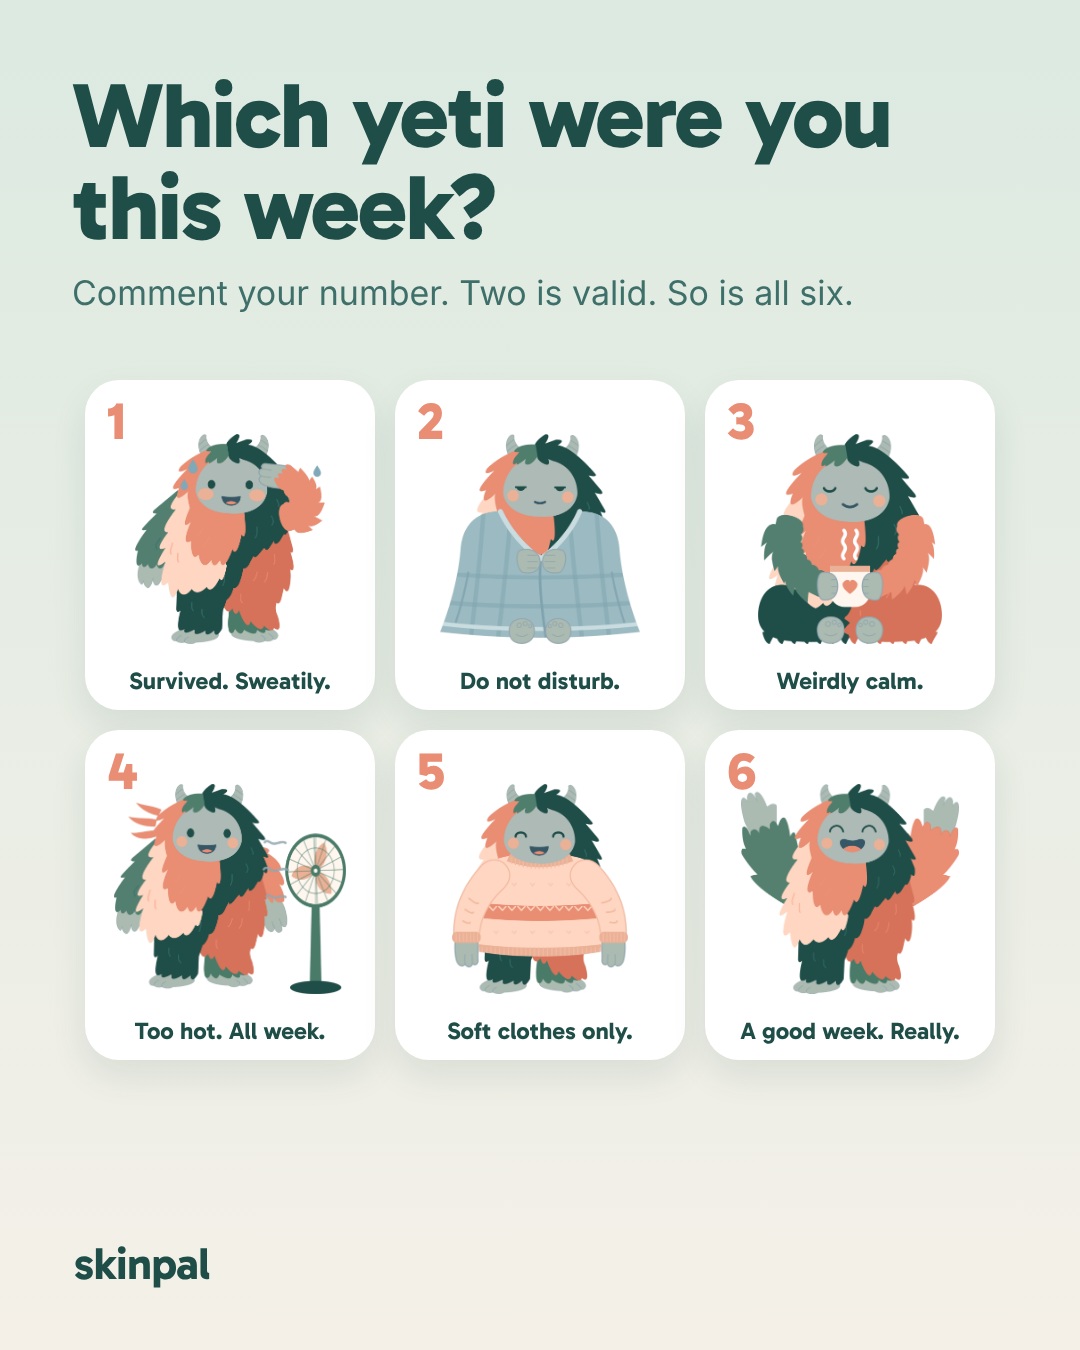 Which yeti were you
this week?
Comment your number. Two is valid. So is all six.
1
Survived. Sweatily.
2
Do not disturb.
3
Weirdly calm.
4
Too hot. All week.
5
Soft clothes only.
6
A good week. Really.
skinpal